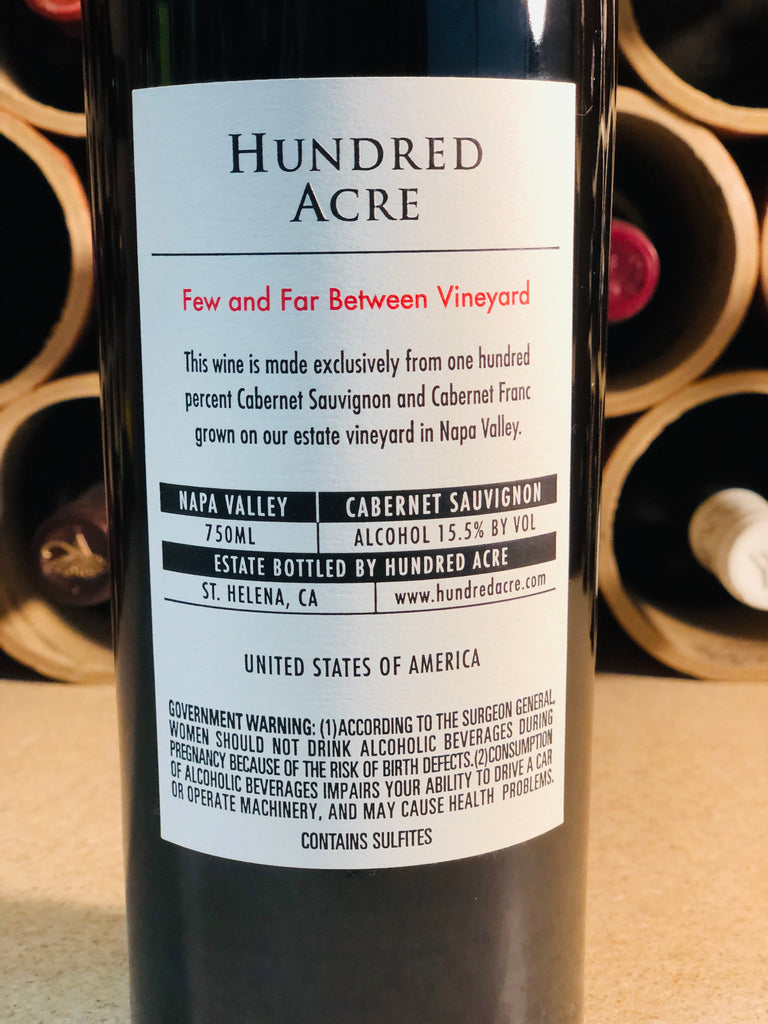 HUNDRED
ACRE
Few and Far Between Vineyard
This wine is made exclusively from one hundred
percent Cabernet Sauvignon and Cabernet Franc
grown on our estate vineyard in Napa Valley.
NAPA VALLEY CABERNET SAUVIGNON
750ML ALCOHOL 15.5% BY VOL
ESTATE BOTTLED BY HUNDRED ACRE
ST. HELENA, CA www.hundredacre.com
UNITED STATES OF AMERICA
GOVERNMENT WARNING: (1)ACCORDING TO THE SURGEON GENERAL,
WOMEN SHOULD NOT DRINK ALCOHOLIC BEVERAGES DURING
PREGNANCY BECAUSE OF THE RISK OF BIRTH DEFECTS.(2)CONSUMPTION
OF ALCOHOLIC BEVERAGES IMPAIRS YOUR ABILITY TO DRIVE A CAR
OR OPERATE MACHINERY, AND MAY CAUSE HEALTH PROBLEMS.
CONTAINS SULFITES